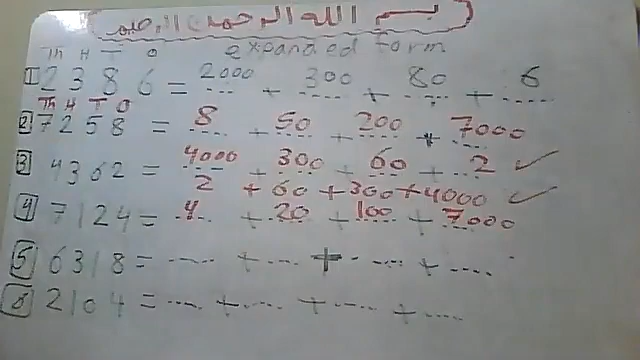 بسم الله الرحمن الرحيم
Th H T O expanded form
1 2386 = 2000 + 300 + 80 + 6
Th H T O
2 7258 = 8 + 50 + 200 + 7000
3 4362 = 4000 + 300 + 60 + 2 ✓
2 + 60 + 300 + 4000 ✓
4 7124 = 4 + 20 + 100 + 7000
5 6318 = .... + .... + .... + ....
8 2104 = .... + .... + .... + ....